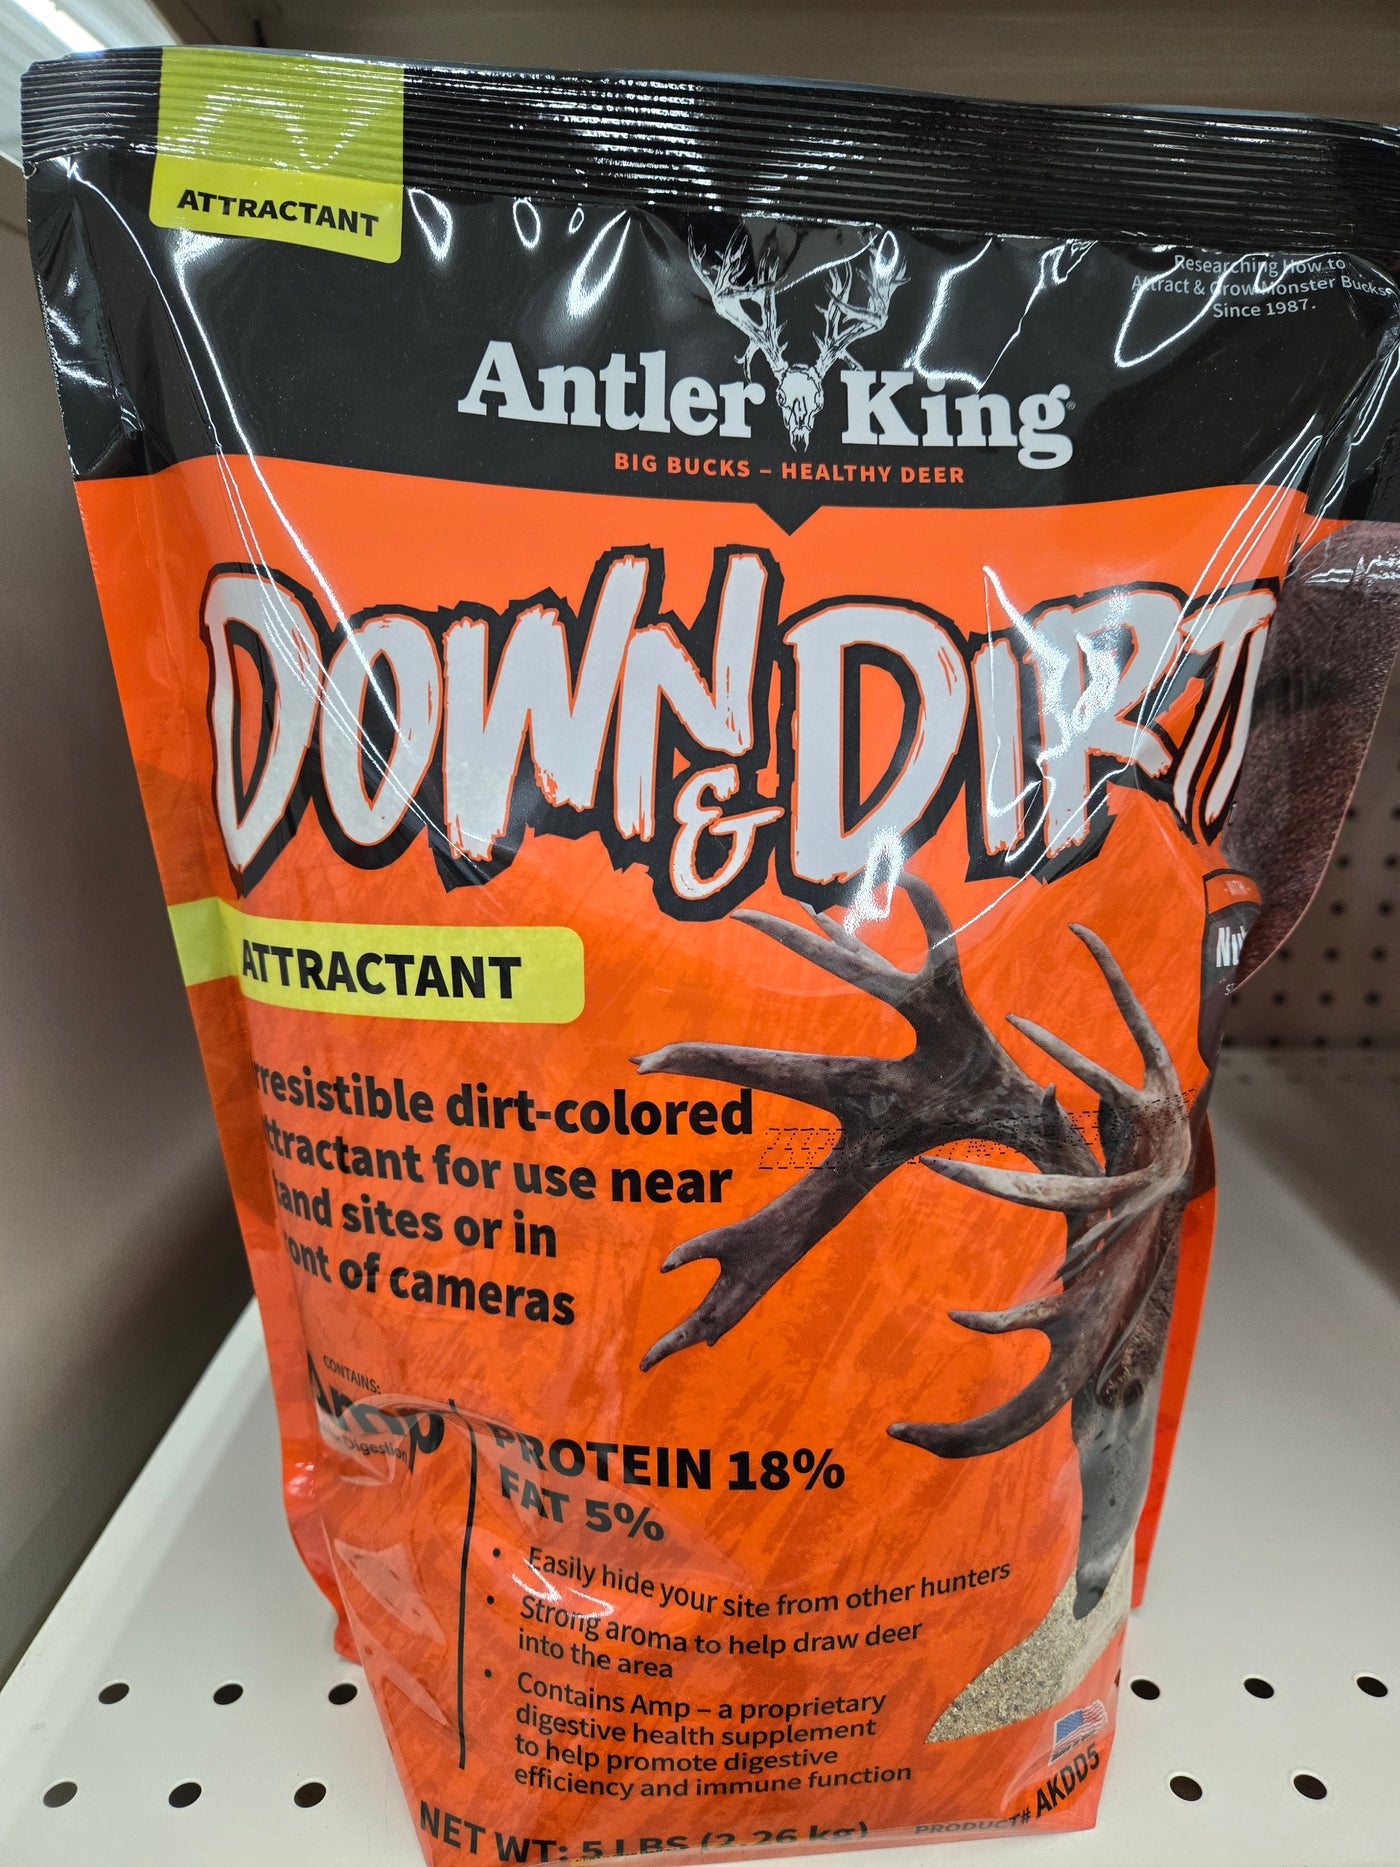 ATTRACTANT
Researching How to
Attract & Grow Monster Bucks
Since 1987.
Antler King
BIG BUCKS – HEALTHY DEER
DOWN & DIRTY
ATTRACTANT
rresistible dirt-colored
ttractant for use near
tand sites or in
ont of cameras
CONTAINS:
Amp
Digestion
PROTEIN 18%
FAT 5%
• Easily hide your site from other hunters
• Strong aroma to help draw deer
into the area
• Contains Amp – a proprietary
digestive health supplement
to help promote digestive
efficiency and immune function
NET WT: 5 LBS (2.26 kg)
PRODUCT# AKDD5